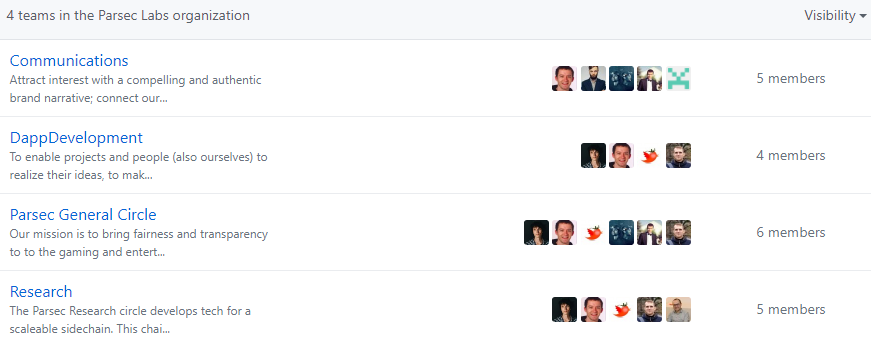 4 teams in the Parsec Labs organization
Visibility
Communications
Attract interest with a compelling and authentic
brand narrative; connect our...
5 members
DappDevelopment
To enable projects and people (also ourselves) to
realize their ideas, to mak...
4 members
Parsec General Circle
Our mission is to bring fairness and transparency
to to the gaming and entert...
6 members
Research
The Parsec Research circle develops tech for a
scaleable sidechain. This chai...
5 members